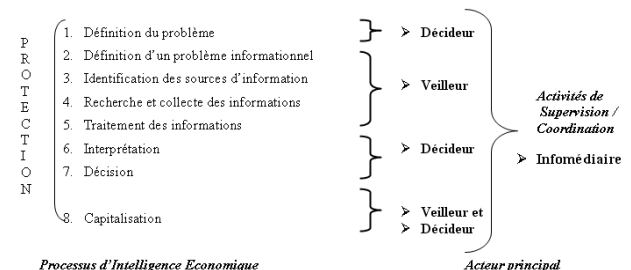 PROTECTION
1. Définition du problème
2. Définition d'un problème informationnel
3. Identification des sources d'information
4. Recherche et collecte des informations
5. Traitement des informations
6. Interprétation
7. Décision
8. Capitalisation
➢ Décideur
➢ Veilleur
➢ Décideur
➢ Veilleur et
➢ Décideur
Activités de
Supervision /
Coordination
➢ Infomédiaire
Processus d'Intelligence Economique
Acteur principal